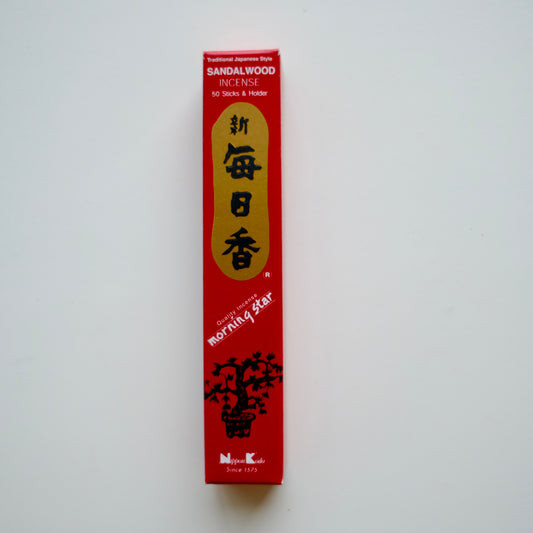 Traditional Japanese Style
SANDALWOOD
INCENSE
50 Sticks & Holder
新
毎
日
香
®
Quality Incense
morning star
Nippon Kodo
Since 1575